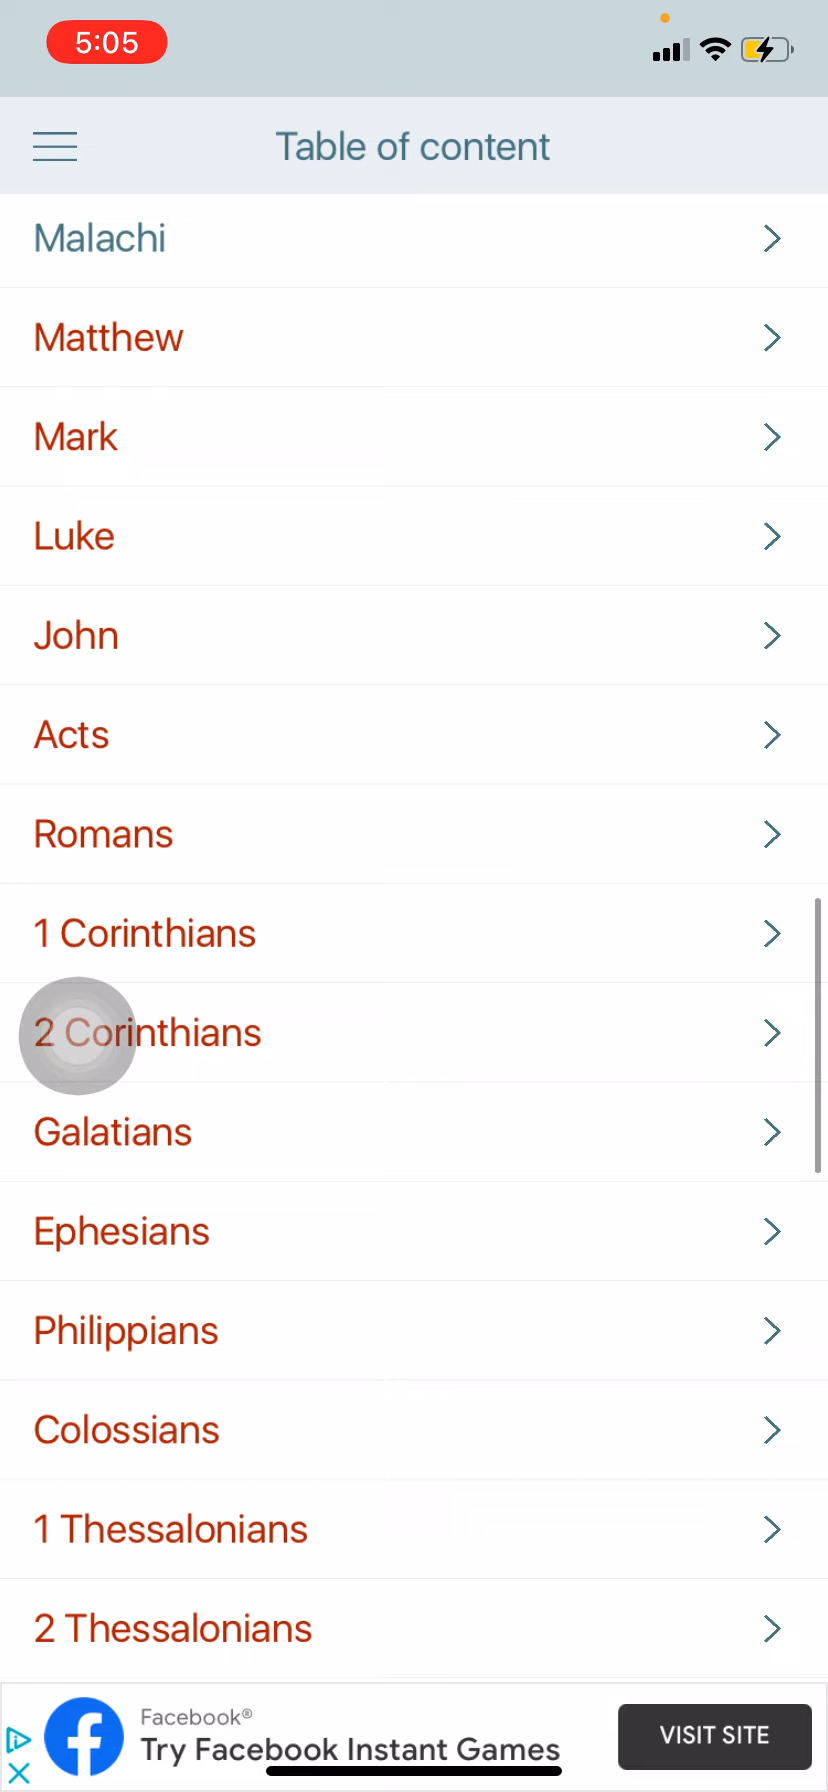 5:05
Table of content
Malachi
Matthew
Mark
Luke
John
Acts
Romans
1 Corinthians
2 Corinthians
Galatians
Ephesians
Philippians
Colossians
1 Thessalonians
2 Thessalonians
Facebook®
Try Facebook Instant Games
VISIT SITE